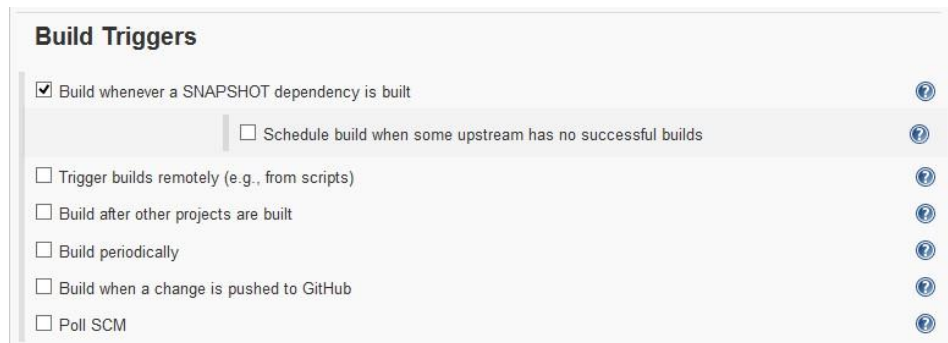 Build Triggers
Build whenever a SNAPSHOT dependency is built
Schedule build when some upstream has no successful builds
Trigger builds remotely (e.g., from scripts)
Build after other projects are built
Build periodically
Build when a change is pushed to GitHub
Poll SCM